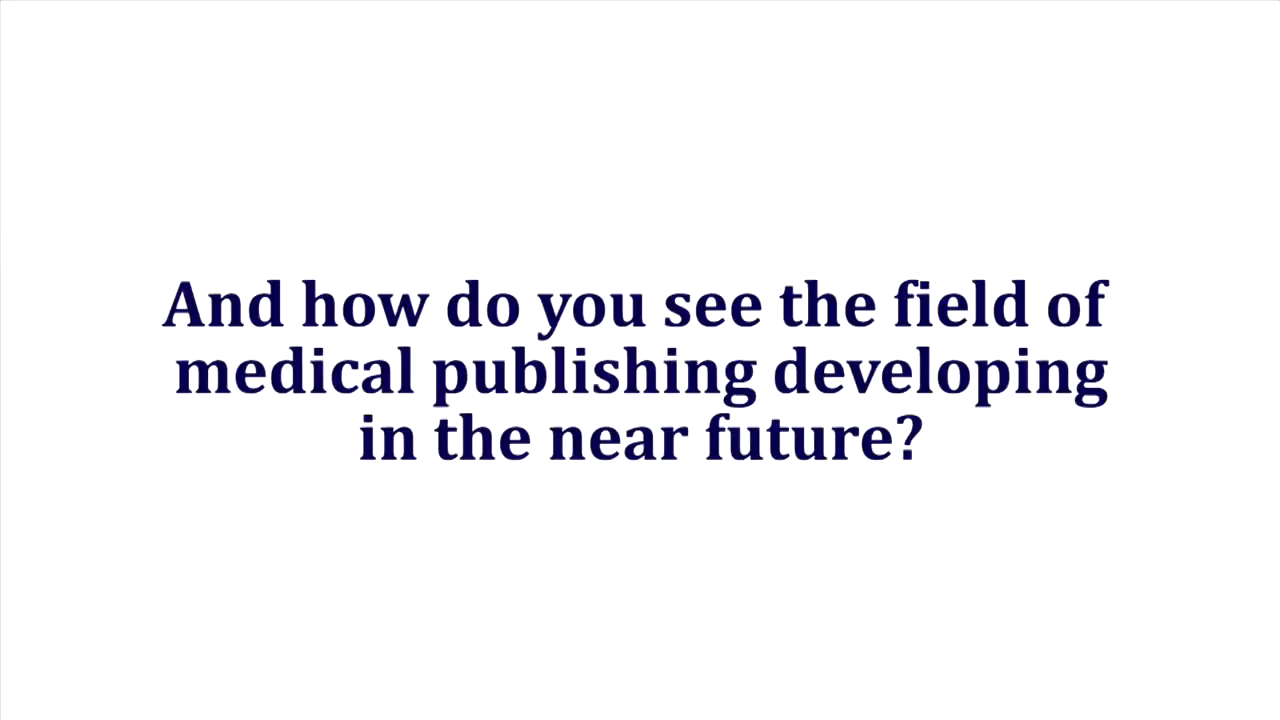 And how do you see the field of
medical publishing developing
in the near future?